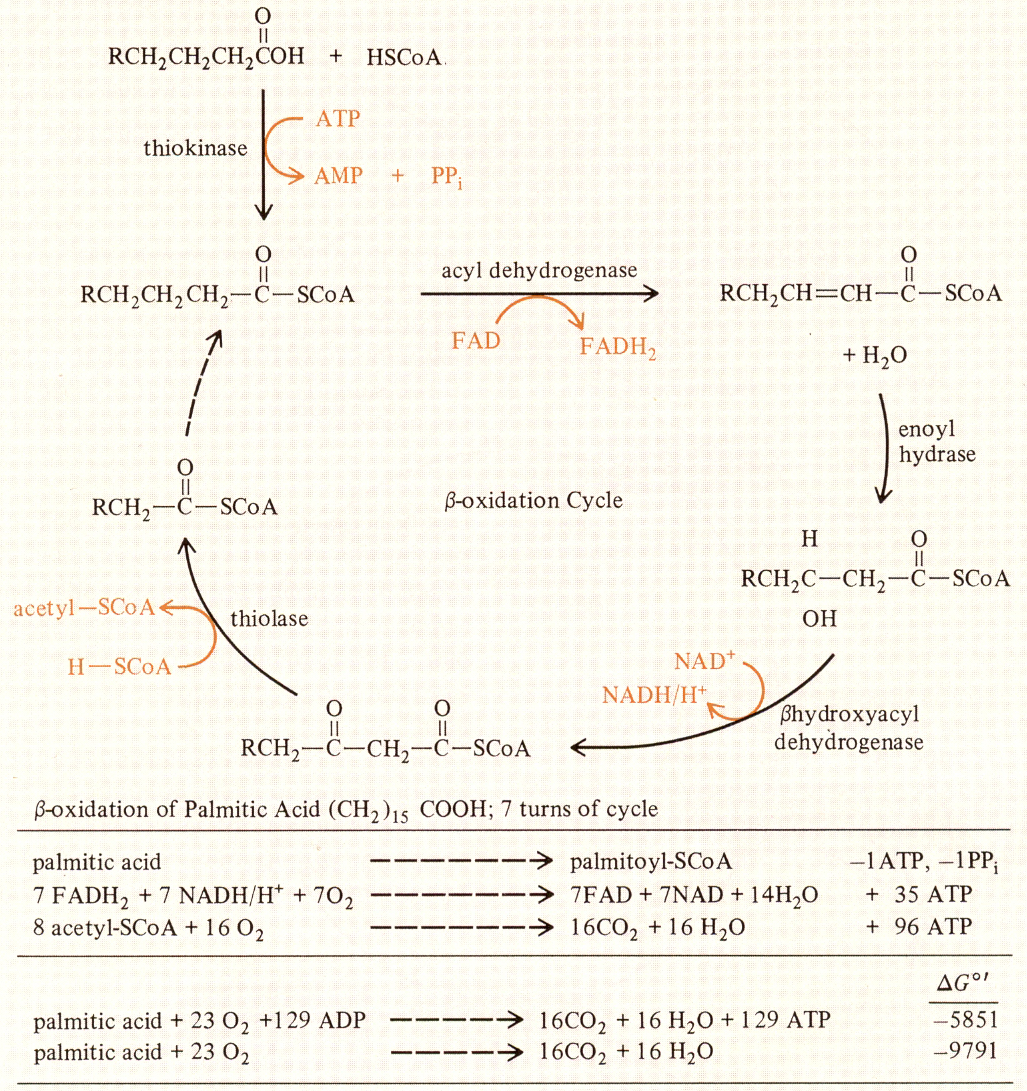 O
RCH₂CH₂CH₂COH + HSCoA
thiokinase
ATP
AMP + PPᵢ
O
RCH₂CH₂CH₂—C—SCoA
acyl dehydrogenase
FAD
FADH₂
O
RCH₂CH=CH—C—SCoA
+ H₂O
enoyl
hydrase
H
O
RCH₂C—CH₂—C—SCoA
OH
NAD⁺
NADH/H⁺
βhydroxyacyl
dehydrogenase
O
O
RCH₂—C—CH₂—C—SCoA
thiolase
acetyl—SCoA
H—SCoA
O
RCH₂—C—SCoA
β-oxidation Cycle
β-oxidation of Palmitic Acid (CH₂)₁₅ COOH; 7 turns of cycle
palmitic acid palmitoyl-SCoA −1ATP, −1PPᵢ
7 FADH₂ + 7 NADH/H⁺ + 7O₂ 7FAD + 7NAD + 14H₂O + 35 ATP
8 acetyl-SCoA + 16 O₂ 16CO₂ + 16 H₂O + 96 ATP
ΔG°′
palmitic acid + 23 O₂ +129 ADP 16CO₂ + 16 H₂O + 129 ATP −5851
palmitic acid + 23 O₂ 16CO₂ + 16 H₂O −9791